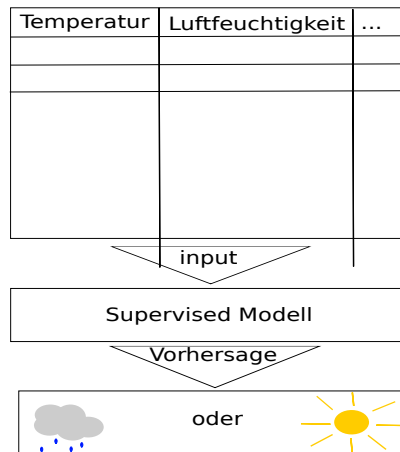 Temperatur Luftfeuchtigkeit ...
input
Supervised Modell
Vorhersage
oder